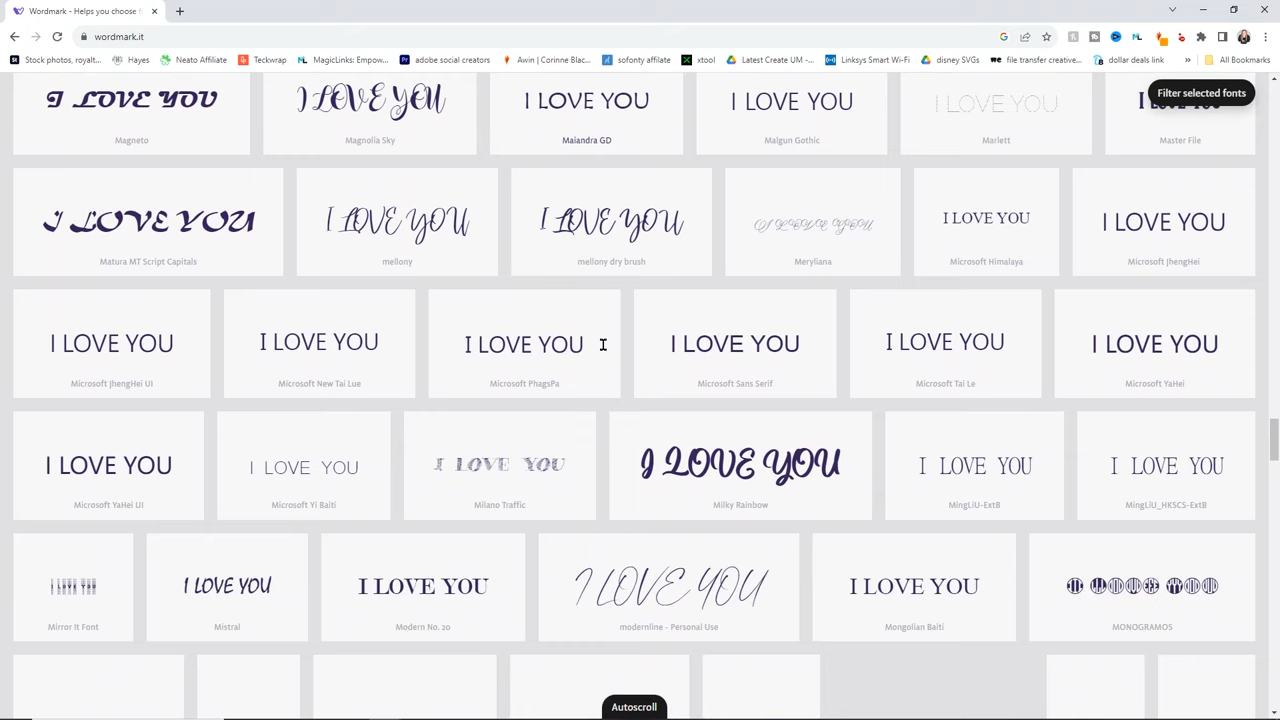 Wordmark - Helps you choose f
wordmark.it
Stock photos, royalt... Hayes Neato Affiliate Teckwrap MagicLinks: Empow... adobe social creators Awin | Corinne Blac... sofonty affilate xtool Latest Create UM -... Linksys Smart Wi-Fi disney SVGs file transfer creative... dollar deals link » All Bookmarks
Filter selected fonts
I LOVE YOU I LOVE YOU I LOVE YOU I LOVE YOU I LOVE YOU I LOVE YOU
Magneto Magnolia Sky Maiandra GD Malgun Gothic Marlett Master File
I LOVE YOU I LOVE YOU I LOVE YOU I LOVE YOU I LOVE YOU I LOVE YOU
Matura MT Script Capitals mellony mellony dry brush Meryliana Microsoft Himalaya Microsoft JhengHei
I LOVE YOU I LOVE YOU I LOVE YOU I LOVE YOU I LOVE YOU I LOVE YOU
Microsoft JhengHei UI Microsoft New Tai Lue Microsoft PhagsPa Microsoft Sans Serif Microsoft Tai Le Microsoft YaHei
I LOVE YOU I LOVE YOU I LOVE YOU I LOVE YOU I LOVE YOU I LOVE YOU
Microsoft YaHei UI Microsoft Yi Baiti Milano Traffic Milky Rainbow MingLiU-ExtB MingLiU_HKSCS-ExtB
I LOVE YOU I LOVE YOU I LOVE YOU I LOVE YOU I LOVE YOU
Mirror It Font Mistral Modern No. 20 modernline - Personal Use Mongolian Baiti MONOGRAMOS
Autoscroll